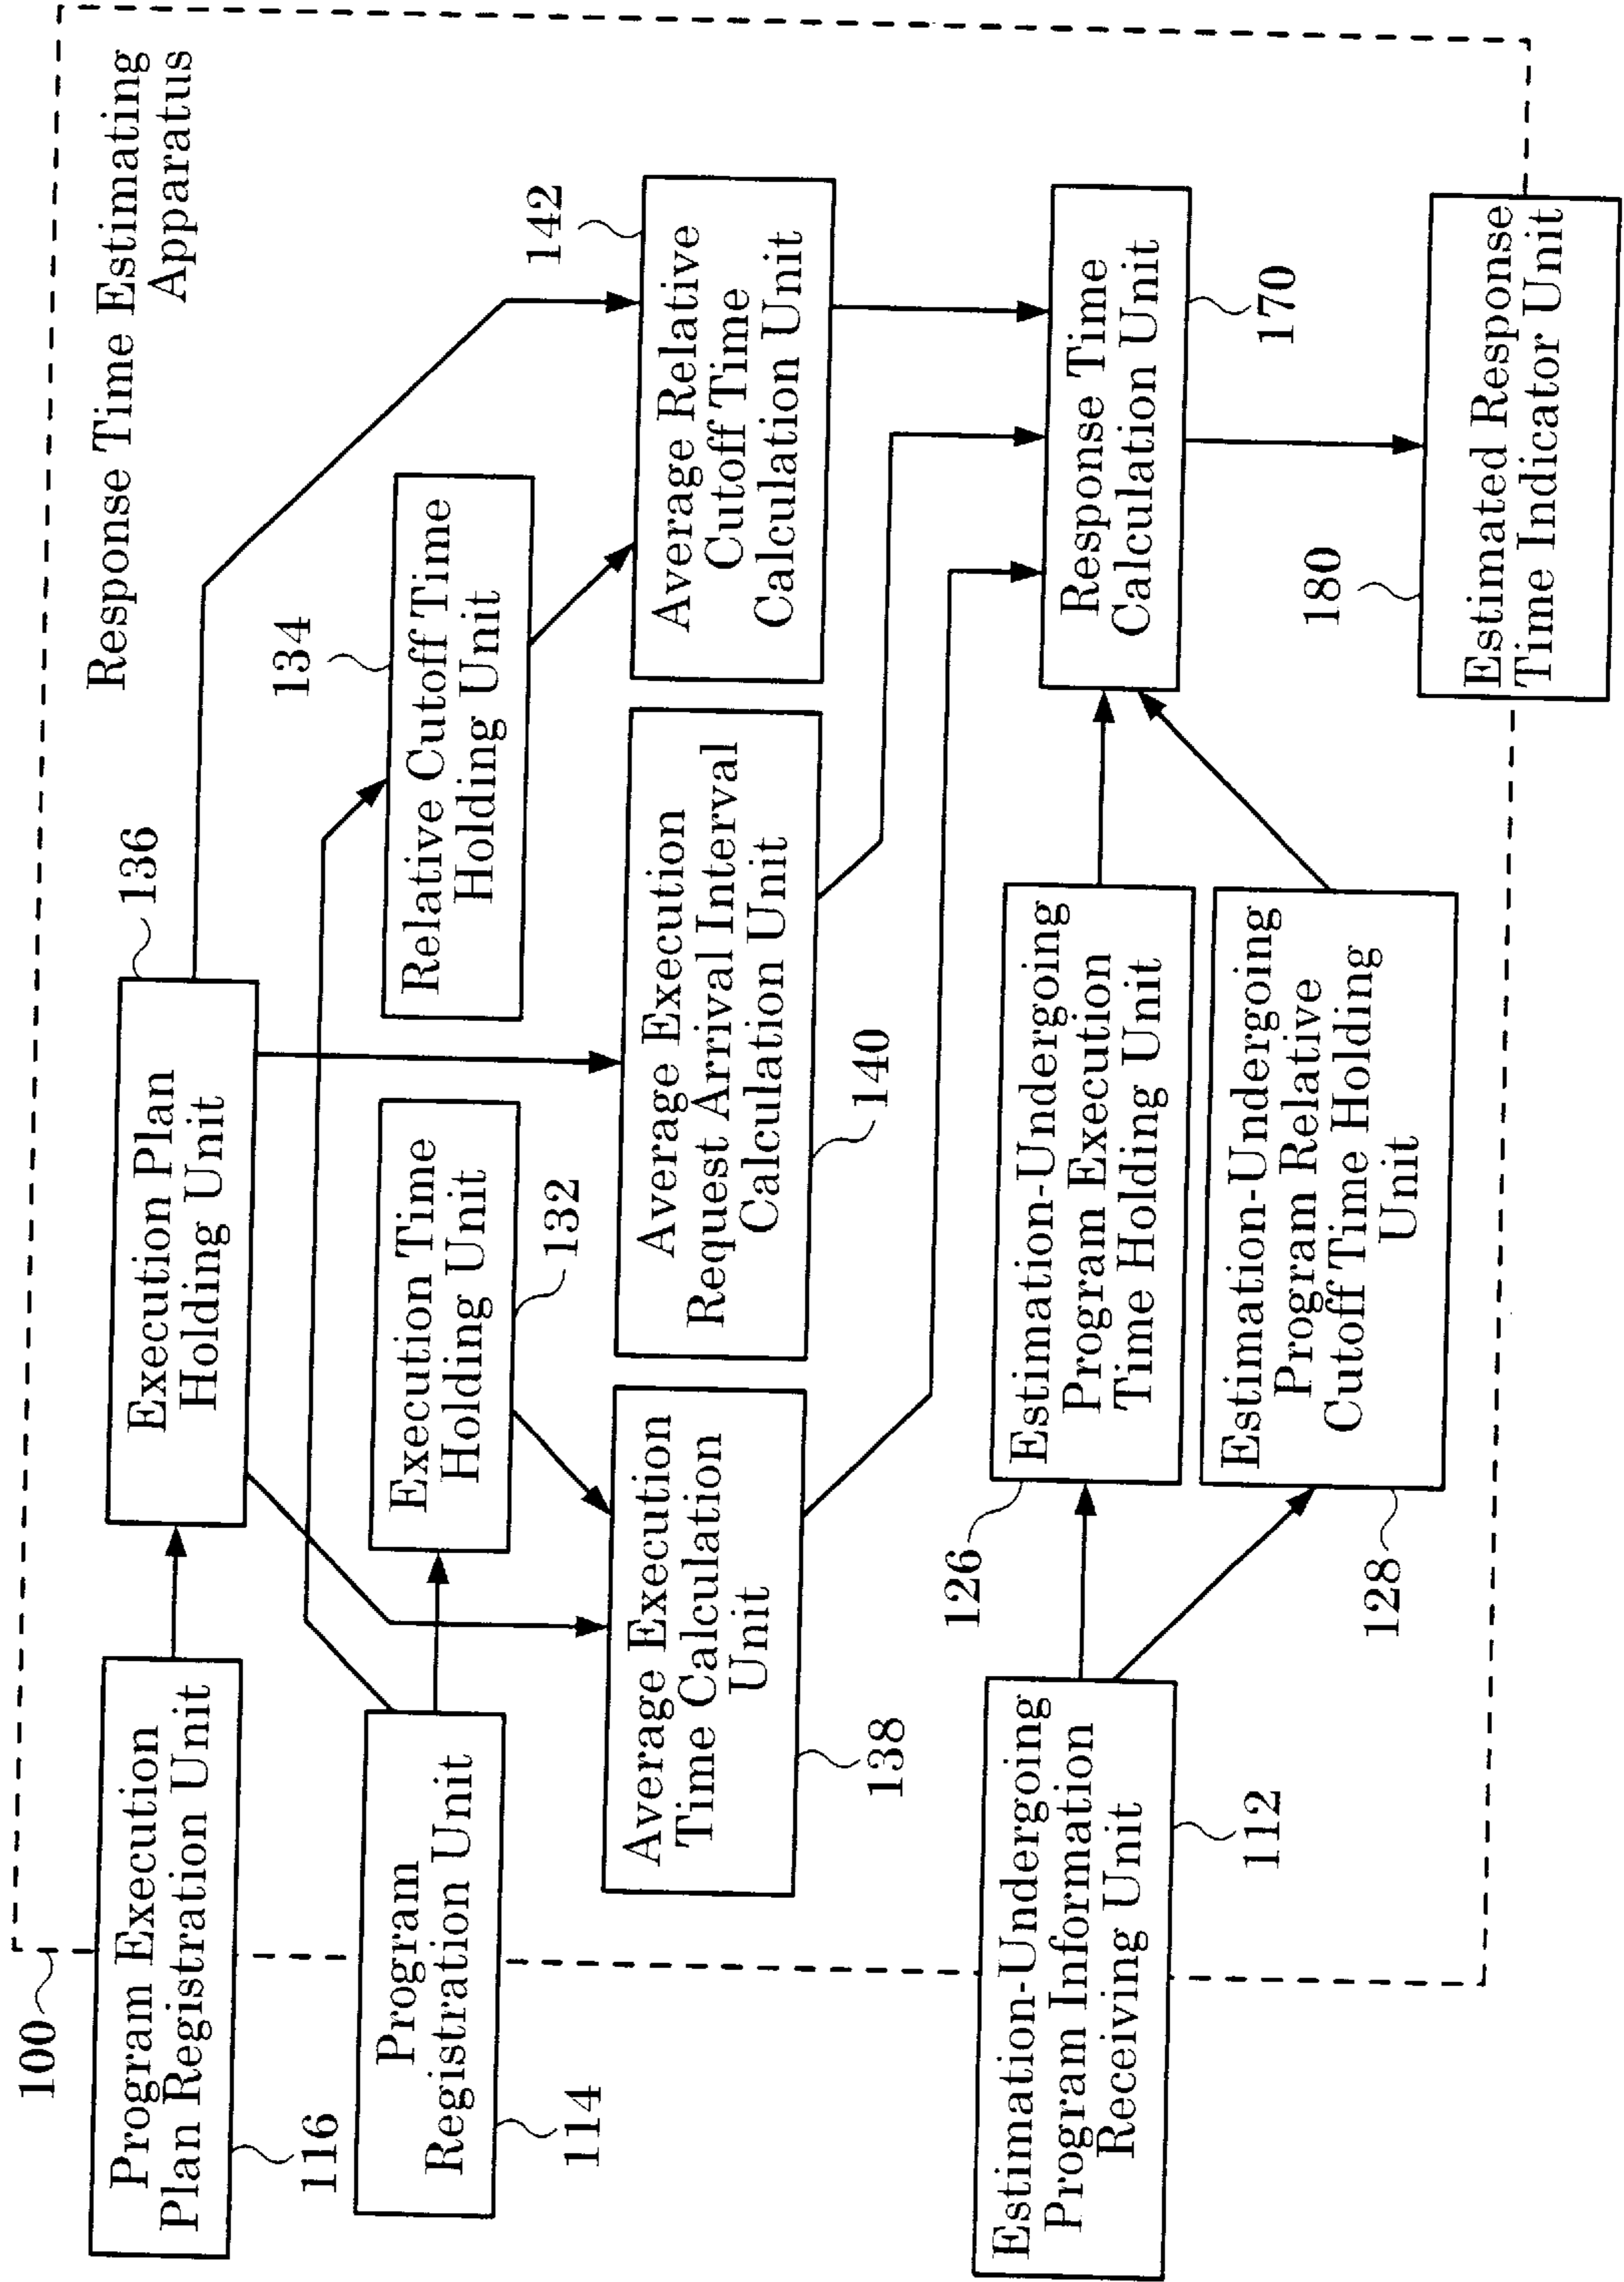 Response Time Estimating
Apparatus
100
Program Execution
Plan Registration Unit
116
Execution Plan
Holding Unit
136
Program
Registration Unit
114
Execution Time
Holding Unit
132
Relative Cutoff Time
Holding Unit
134
Average Execution
Time Calculation
Unit
138
Average Execution
Request Arrival Interval
Calculation Unit
140
Average Relative
Cutoff Time
Calculation Unit
142
Estimation-Undergoing
Program Information
Receiving Unit
112
Estimation-Undergoing
Program Execution
Time Holding Unit
126
Estimation-Undergoing
Program Relative
Cutoff Time Holding
Unit
128
Response Time
Calculation Unit
170
Estimated Response
Time Indicator Unit
180